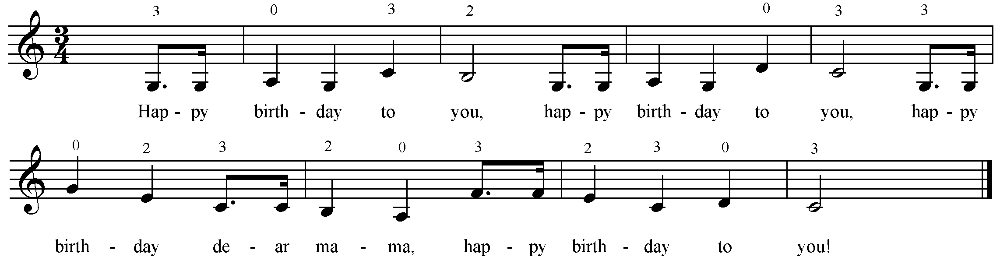 3 0 3 2 0 3 3
3
4
Hap - py birth - day to you, hap - py birth - day to you, hap - py
0 2 3 2 0 3 2 3 0 3
birth - day de - ar ma - ma, hap - py birth - day to you!